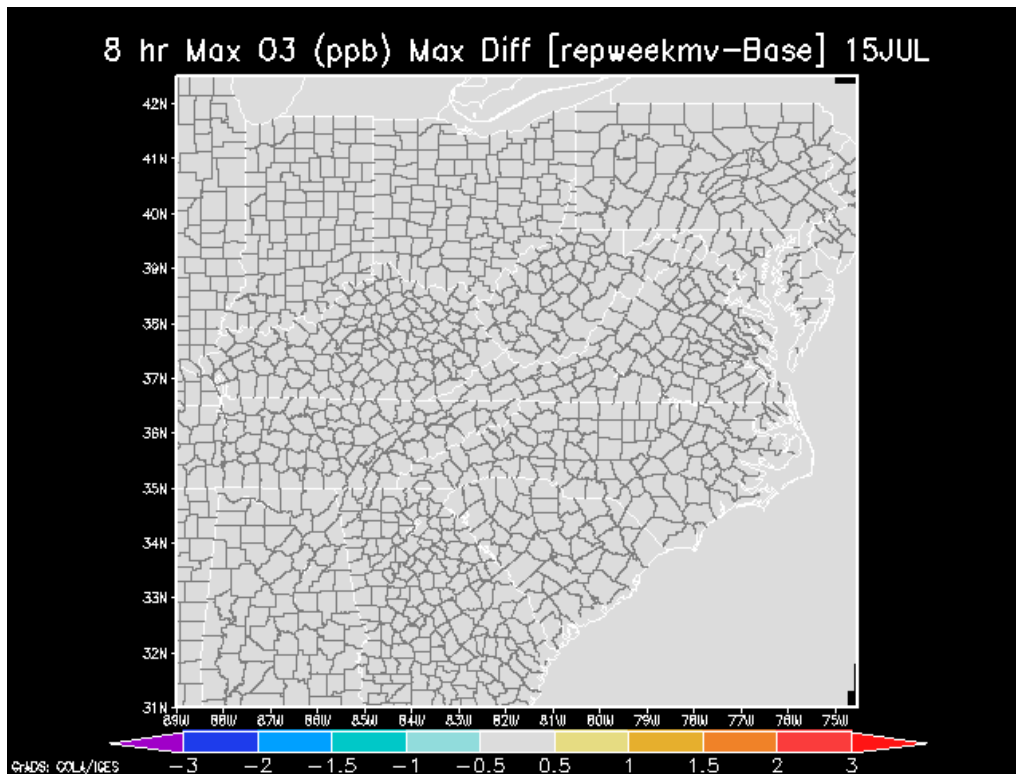 8 hr Max O3 (ppb) Max Diff [repweekmv-Base] 15JUL
42N
41N
40N
39N
38N
37N
36N
35N
34N
33N
32N
31N
89W 88W 87W 86W 85W 84W 83W 82W 81W 80W 79W 78W 77W 76W 75W
GrADS: COLA/IGES
-3 -2 -1.5 -1 -0.5 0.5 1 1.5 2 3